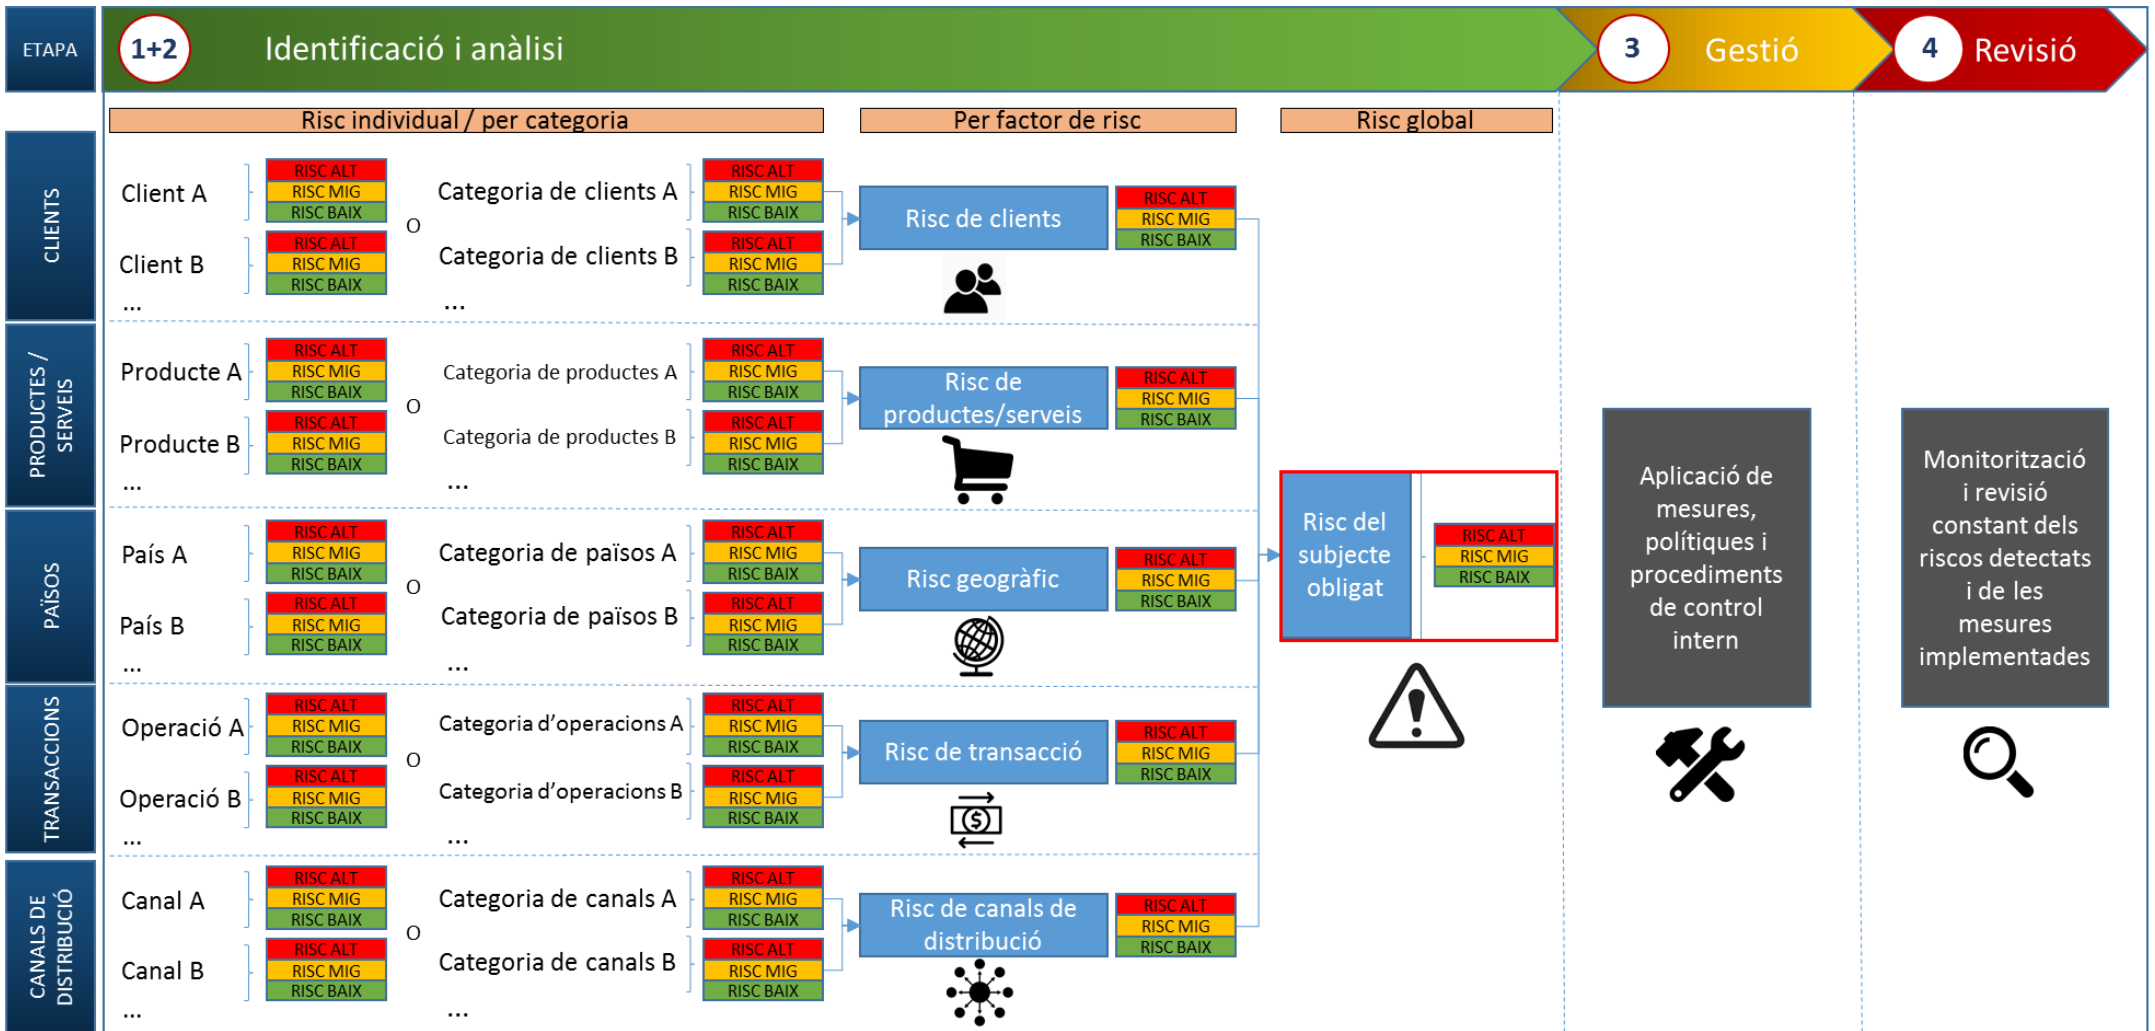 ETAPA
1+2
Identificació i anàlisi
3
Gestió
4
Revisió
Risc individual / per categoria
Per factor de risc
Risc global
CLIENTS
Client A
RISC ALT
RISC MIG
RISC BAIX
Client B
RISC ALT
RISC MIG
RISC BAIX
...
O
Categoria de clients A
RISC ALT
RISC MIG
RISC BAIX
Categoria de clients B
RISC ALT
RISC MIG
RISC BAIX
...
Risc de clients
RISC ALT
RISC MIG
RISC BAIX
PRODUCTES /
SERVEIS
Producte A
RISC ALT
RISC MIG
RISC BAIX
Producte B
RISC ALT
RISC MIG
RISC BAIX
...
O
Categoria de productes A
RISC ALT
RISC MIG
RISC BAIX
Categoria de productes B
RISC ALT
RISC MIG
RISC BAIX
...
Risc de
productes/serveis
RISC ALT
RISC MIG
RISC BAIX
PAÏSOS
País A
RISC ALT
RISC MIG
RISC BAIX
País B
RISC ALT
RISC MIG
RISC BAIX
...
O
Categoria de països A
RISC ALT
RISC MIG
RISC BAIX
Categoria de països B
RISC ALT
RISC MIG
RISC BAIX
...
Risc geogràfic
RISC ALT
RISC MIG
RISC BAIX
TRANSACCIONS
Operació A
RISC ALT
RISC MIG
RISC BAIX
Operació B
RISC ALT
RISC MIG
RISC BAIX
...
O
Categoria d’operacions A
RISC ALT
RISC MIG
RISC BAIX
Categoria d’operacions B
RISC ALT
RISC MIG
RISC BAIX
...
Risc de transacció
RISC ALT
RISC MIG
RISC BAIX
$
CANALS DE
DISTRIBUCIÓ
Canal A
RISC ALT
RISC MIG
RISC BAIX
Canal B
RISC ALT
RISC MIG
RISC BAIX
...
O
Categoria de canals A
RISC ALT
RISC MIG
RISC BAIX
Categoria de canals B
RISC ALT
RISC MIG
RISC BAIX
...
Risc de canals de
distribució
RISC ALT
RISC MIG
RISC BAIX
Risc del
subjecte
obligat
RISC ALT
RISC MIG
RISC BAIX
!
Aplicació de
mesures,
polítiques i
procediments
de control
intern
Monitorització
i revisió
constant dels
riscos detectats
i de les
mesures
implementades